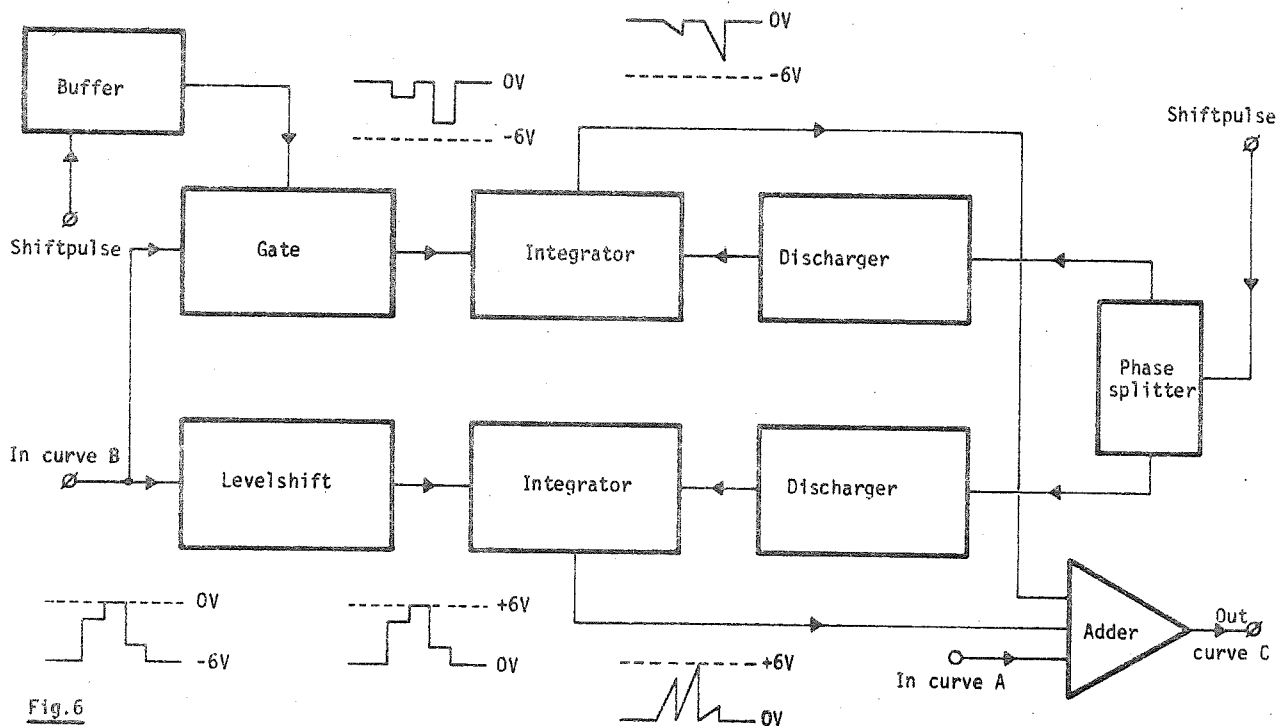 0V
-6V
Buffer
0V
-6V
Shiftpulse
Shiftpulse
Gate
Integrator
Discharger
Phase
splitter
In curve B
Levelshift
Integrator
Discharger
0V
-6V
+6V
0V
+6V
0V
Adder
Out
curve C
In curve A
Fig.6